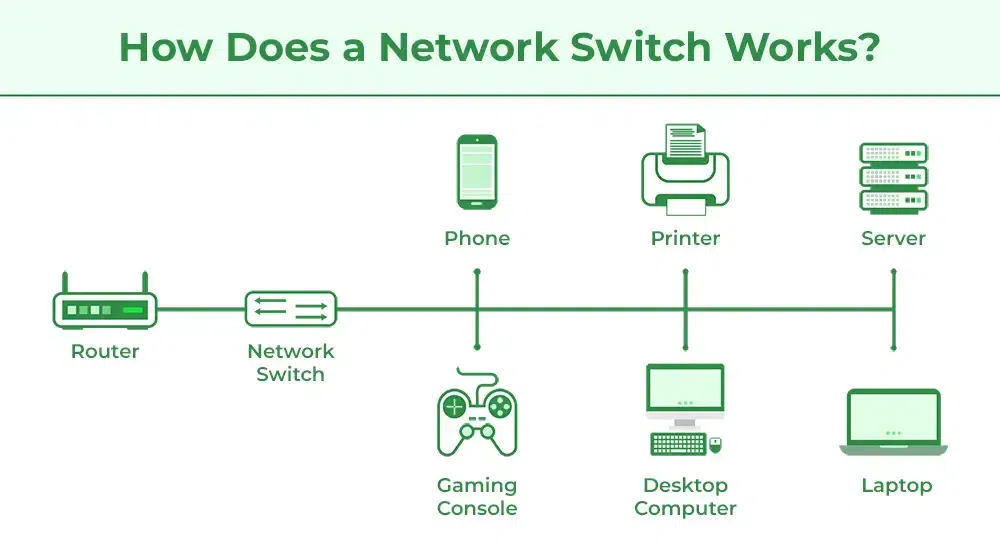 How Does a Network Switch Works?
Phone
Printer
Server
Router
Network
Switch
Gaming
Console
Desktop
Computer
Laptop